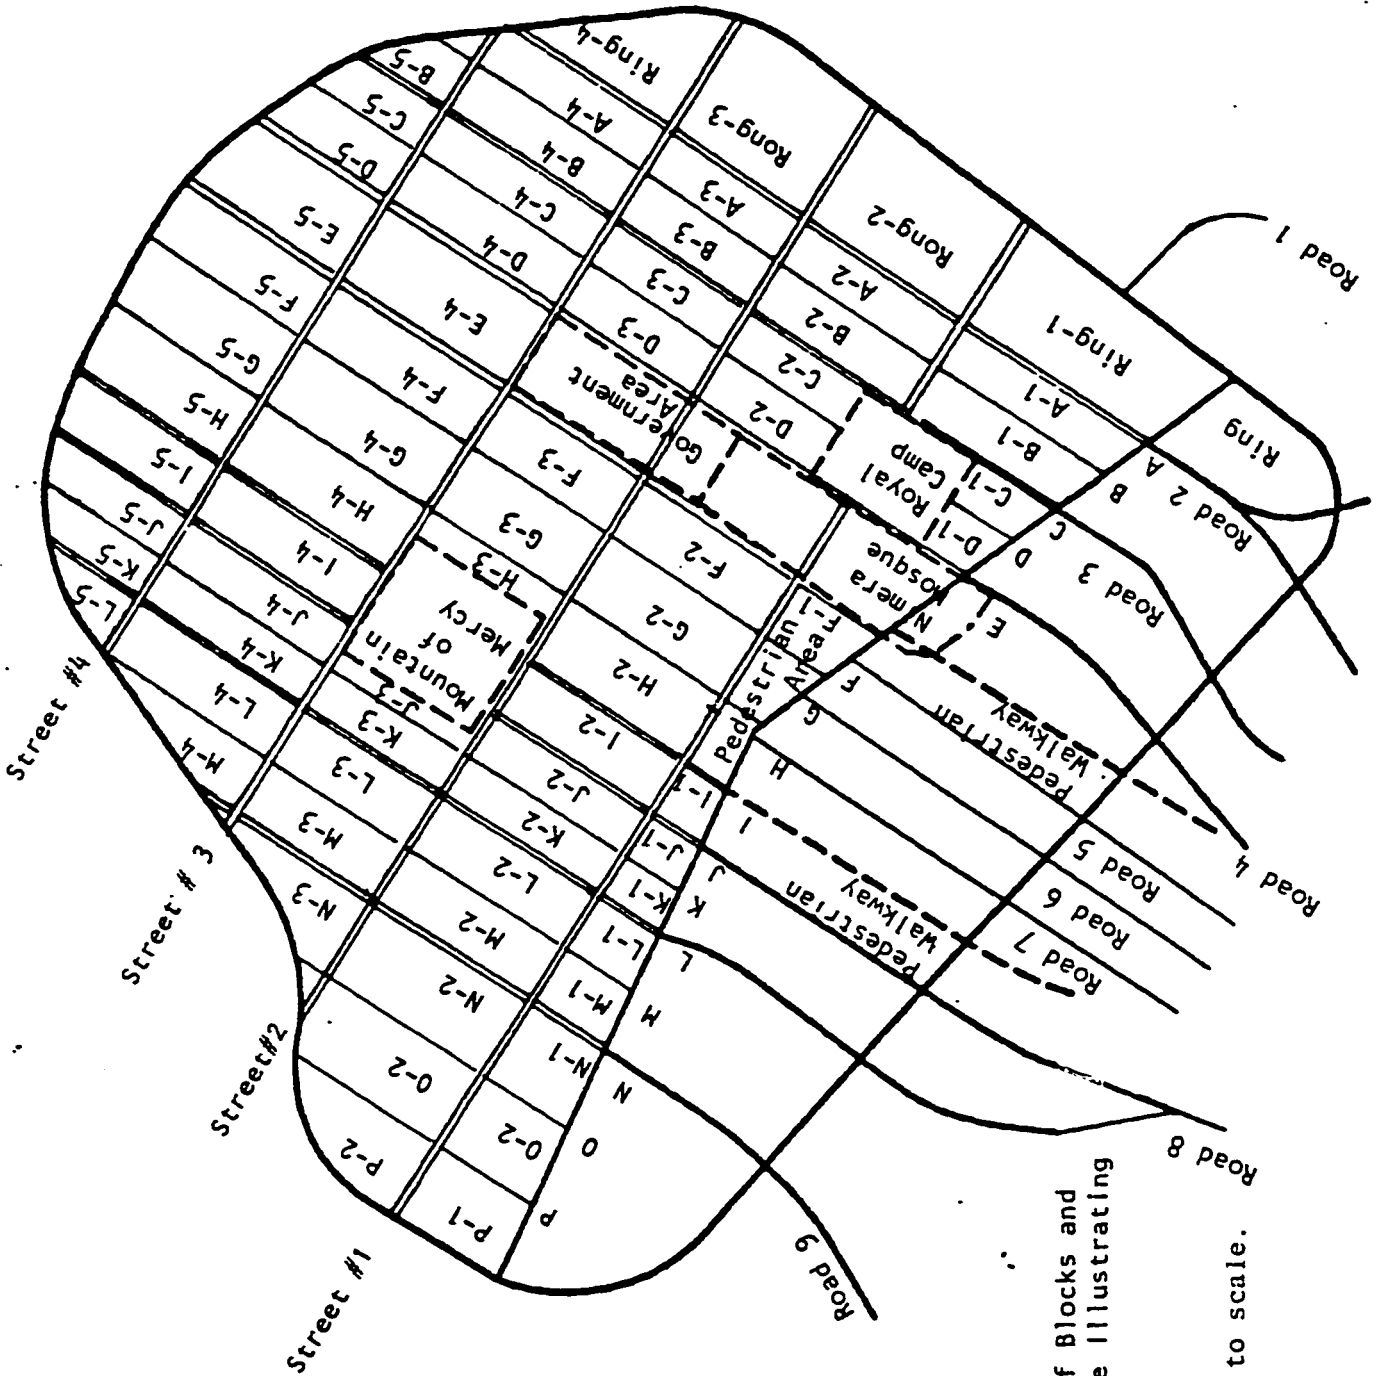 Street #4
Street # 3
Street#2
Street #1
B-5
C-5
D-5
E-5
F-5
G-5
H-5
I-5
J-5
K-5
L-5
Ring-4
A-4
B-4
C-4
D-4
E-4
F-4
G-4
H-4
I-4
J-4
K-4
L-4
M-4
Rong-3
A-3
B-3
C-3
D-3
Government
Area
F-3
G-3
H-3
Mountain
of
Mercy
J-3
K-3
L-3
M-3
N-3
Rong-2
A-2
B-2
C-2
D-2
F-2
G-2
H-2
I-2
J-2
K-2
L-2
M-2
N-2
O-2
P-2
Ring-1
A-1
B-1
C-1
D-1
Royal
Camp
Nmera
Mosque
F-1
Pedestrian
Area
I-1
J-1
K-1
L-1
M-1
N-1
O-2
P-1
Ring
A
B
C
D
E
F
G
H
I
J
K
L
M
N
O
P
Pedestrian
Walkway
Pedestrian
Walkway
Road 1
Road 2
Road 3
Road 4
Road 5
Road 6
Road 7
Road 8
Road 9
f Blocks and
e Illustrating
to scale.